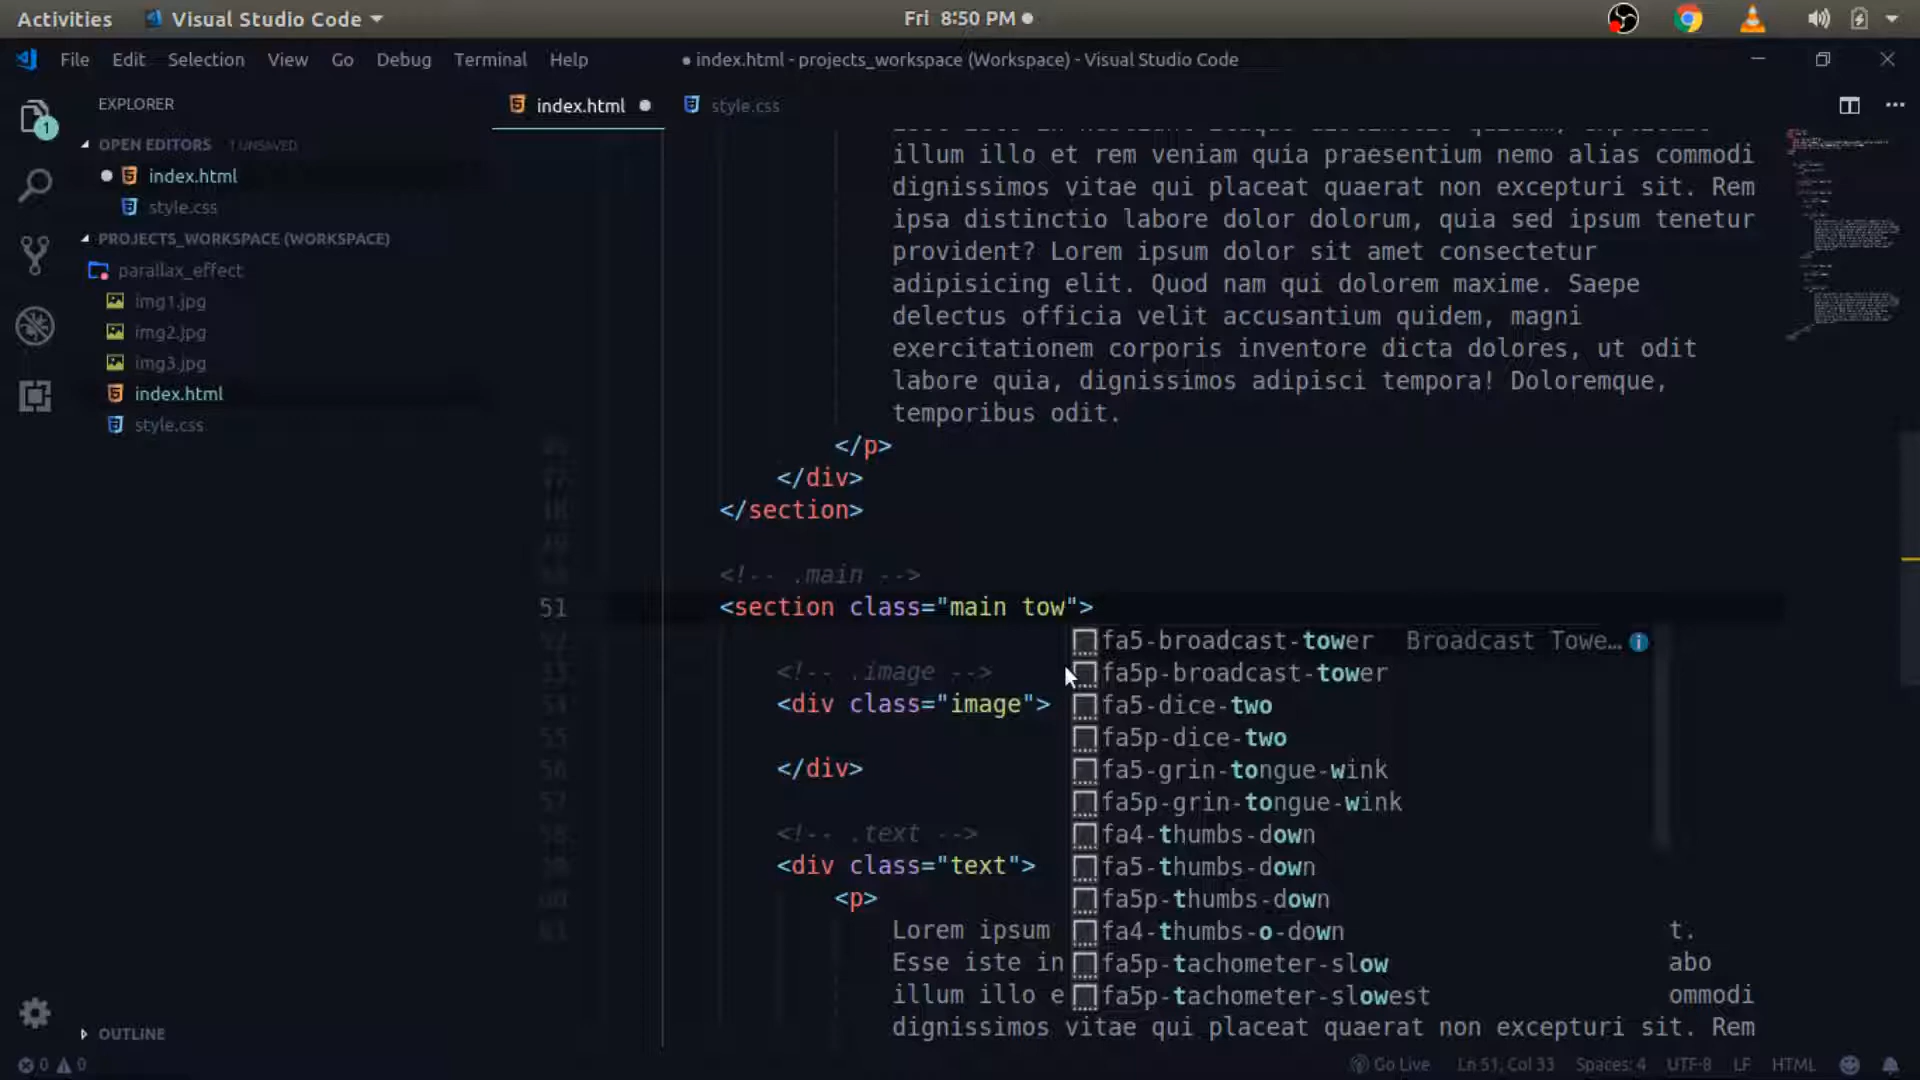 Activities
Visual Studio Code
Fri 8:50 PM
File Edit Selection View Go Debug Terminal Help
● index.html - projects_workspace (Workspace) - Visual Studio Code
EXPLORER
OPEN EDITORS 1 UNSAVED
index.html
style.css
PROJECTS_WORKSPACE (WORKSPACE)
parallax_effect
img1.jpg
img2.jpg
img3.jpg
index.html
style.css
OUTLINE
1
index.html
style.css
illum illo et rem veniam quia praesentium nemo alias commodi
dignissimos vitae qui placeat quaerat non excepturi sit. Rem
ipsa distinctio labore dolor dolorum, quia sed ipsum tenetur
provident? Lorem ipsum dolor sit amet consectetur
adipisicing elit. Quod nam qui dolorem maxime. Saepe
delectus officia velit accusantium quidem, magni
exercitationem corporis inventore dicta dolores, ut odit
labore quia, dignissimos adipisci tempora! Doloremque,
temporibus odit.
</p>
</div>
</section>
<!-- .main -->
51 <section class="main tow">
<!-- .image -->
53
<div class="image">
54
55
</div>
56
57
<!-- .text -->
<div class="text">
<p>
Lorem ipsum t.
Esse iste in abo
illum illo e ommodi
dignissimos vitae qui placeat quaerat non excepturi sit. Rem
fa5-broadcast-tower Broadcast Towe…
fa5p-broadcast-tower
fa5-dice-two
fa5p-dice-two
fa5-grin-tongue-wink
fa5p-grin-tongue-wink
fa4-thumbs-down
fa5-thumbs-down
fa5p-thumbs-down
fa4-thumbs-o-down
fa5p-tachometer-slow
fa5p-tachometer-slowest
0 0
Go Live Ln 51, Col 33 Spaces: 4 UTF-8 LF HTML